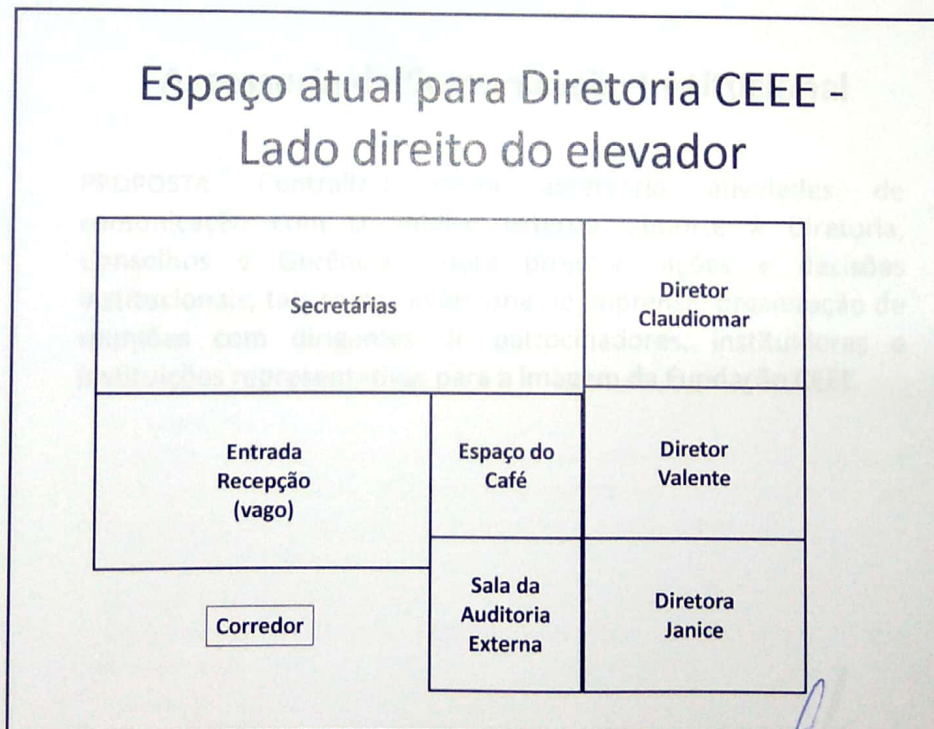 Espaço atual para Diretoria CEEE -
Lado direito do elevador
Secretárias
Diretor
Claudiomar
Entrada
Recepção
(vago)
Espaço do
Café
Diretor
Valente
Corredor
Sala da
Auditoria
Externa
Diretora
Janice